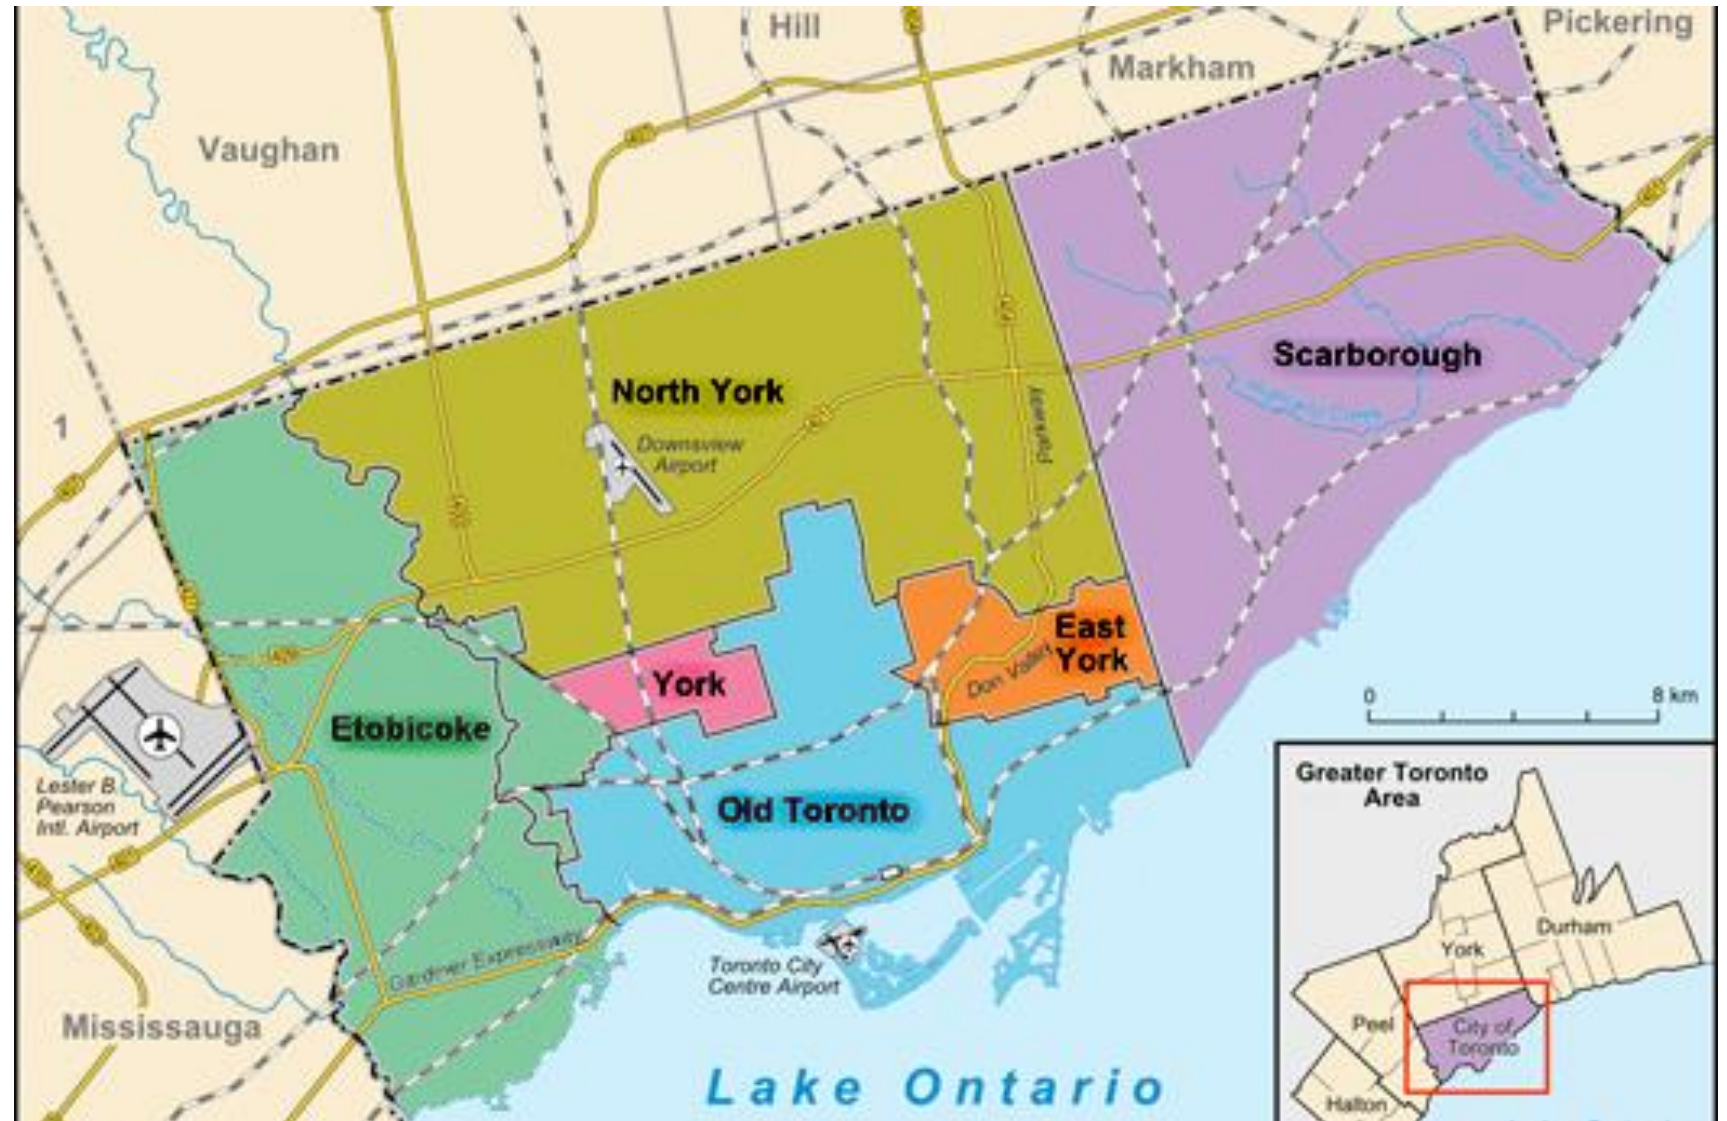 Hill
Pickering
Markham
Vaughan
Scarborough
North York
Downsview
Airport
Parkway
1
East
York
Don Valley
York
Etobicoke
0 8 km
Lester B.
Pearson
Intl. Airport
Old Toronto
Greater Toronto
Area
Durham
York
Gardiner Expressway
Toronto City
Centre Airport
Mississauga
Peel
City of
Toronto
Lake Ontario
Halton